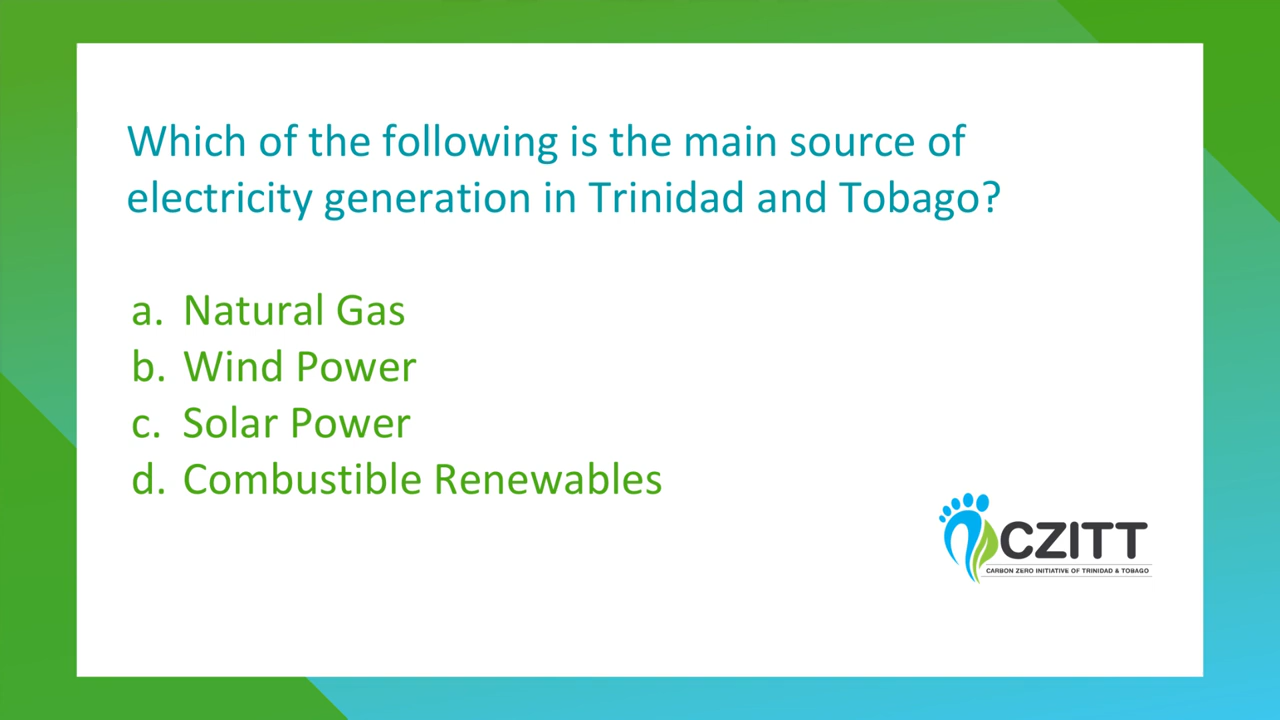 Which of the following is the main source of
electricity generation in Trinidad and Tobago?
a. Natural Gas
b. Wind Power
c. Solar Power
d. Combustible Renewables
CZITT
CARBON ZERO INITIATIVE OF TRINIDAD & TOBAGO